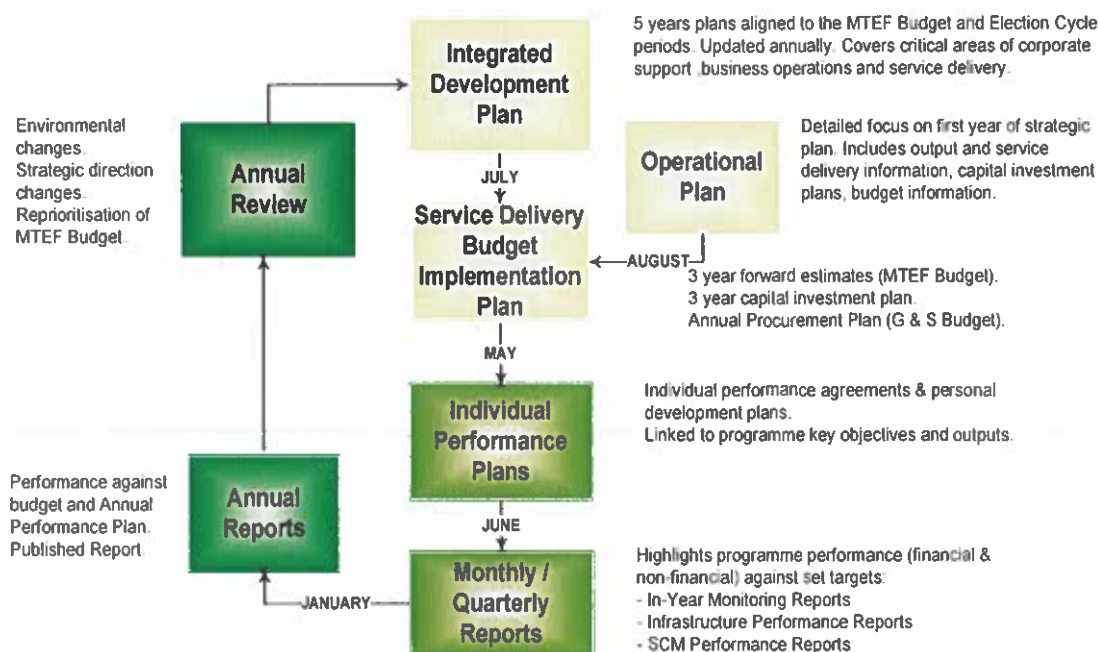 5 years plans aligned to the MTEF Budget and Election Cycle
periods. Updated annually. Covers critical areas of corporate
support ,business operations and service delivery.
Integrated
Development
Plan
Environmental
changes.
Strategic direction
changes.
Reprioritisation of
MTEF Budget.
Annual
Review
JULY
Operational
Plan
Detailed focus on first year of strategic
plan. Includes output and service
delivery information, capital investment
plans, budget information.
Service Delivery
Budget
Implementation
Plan
AUGUST
3 year forward estimates (MTEF Budget).
3 year capital investment plan.
Annual Procurement Plan (G & S Budget).
MAY
Individual
Performance
Plans
Individual performance agreements & personal
development plans.
Linked to programme key objectives and outputs.
Performance against
budget and Annual
Performance Plan.
Published Report.
Annual
Reports
JUNE
Monthly /
Quarterly
Reports
JANUARY
Highlights programme performance (financial &
non-financial) against set targets:
- In-Year Monitoring Reports
- Infrastructure Performance Reports
- SCM Performance Reports